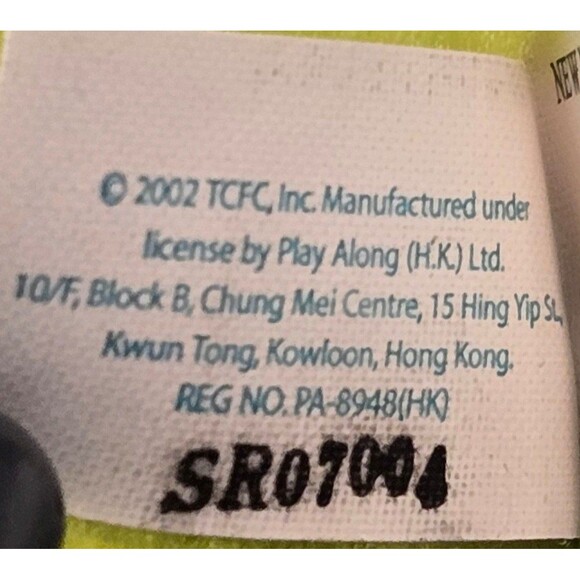 © 2002 TCFC, Inc. Manufactured under
license by Play Along (H.K.) Ltd.
10/F, Block B, Chung Mei Centre, 15 Hing Yip St.,
Kwun Tong, Kowloon, Hong Kong.
REG NO. PA-8948(HK)
SR07004
NEW